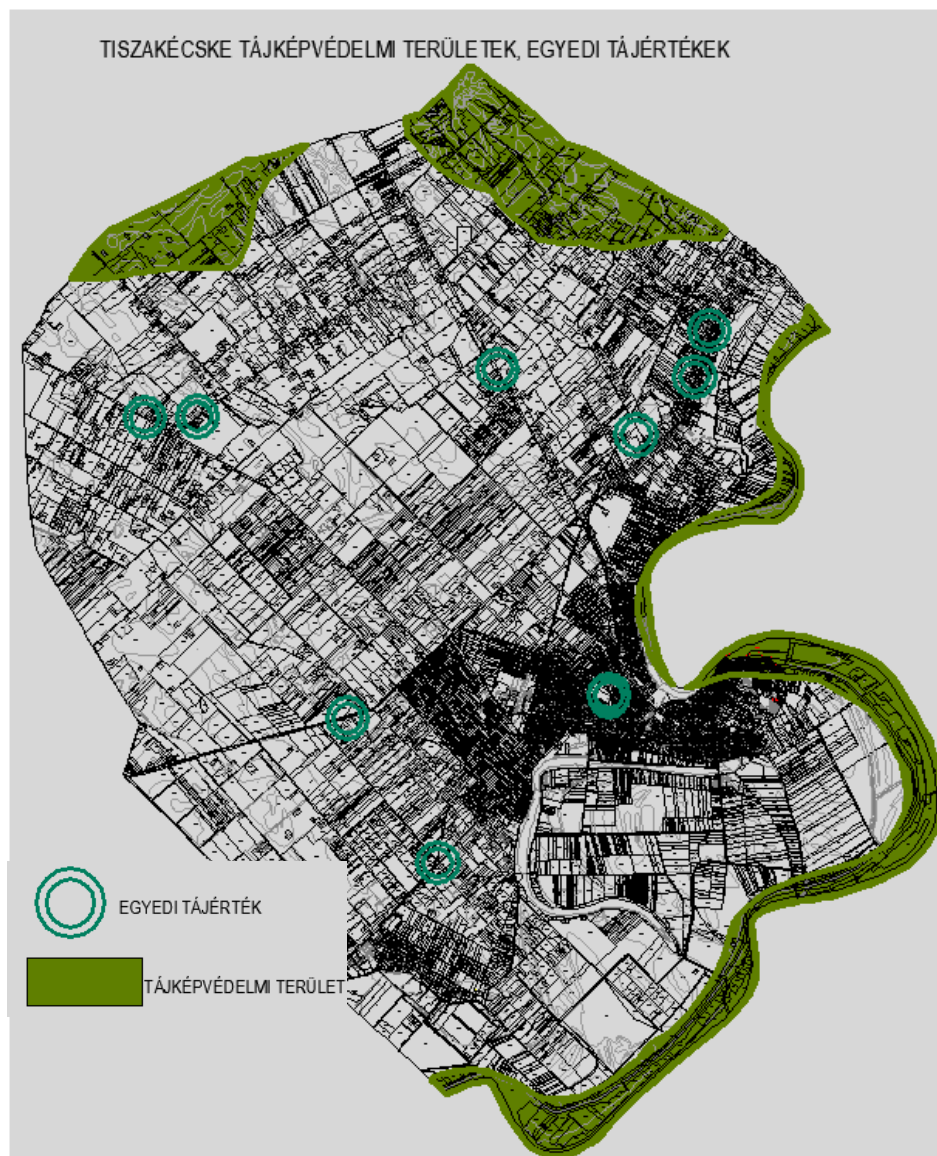 TISZAKÉCSKE TÁJKÉPVÉDELMI TERÜLETEK, EGYEDI TÁJÉRTÉKEK
EGYEDI TÁJÉRTÉK
TÁJKÉPVÉDELMI TERÜLET